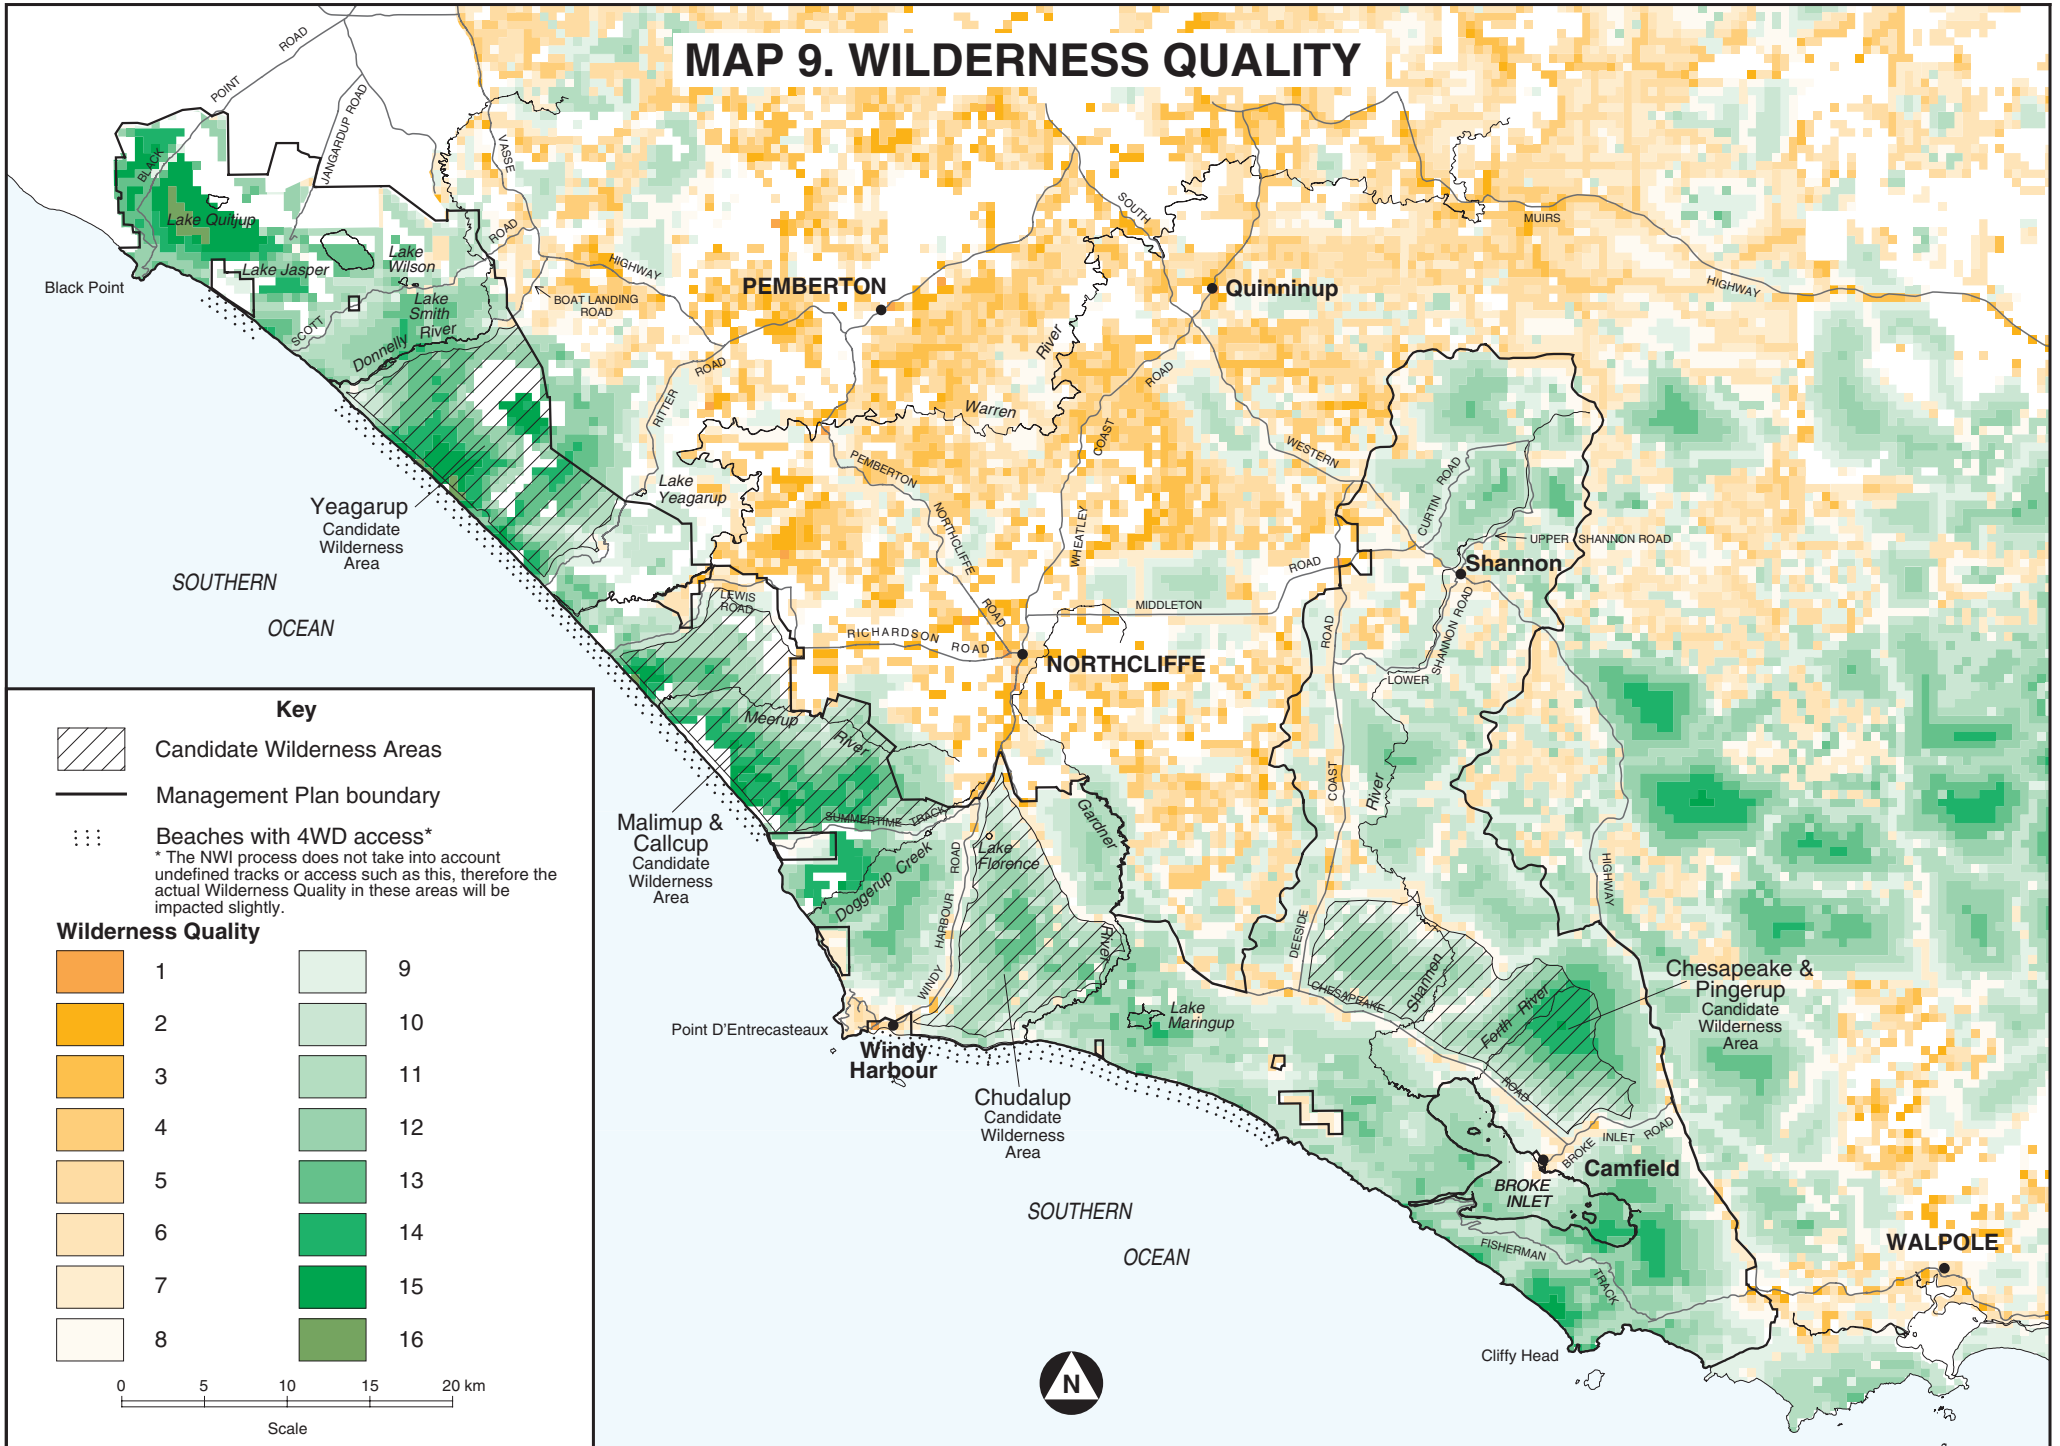 MAP 9. WILDERNESS QUALITY
POINT
ROAD
JANGARDUP ROAD
BLACK
VASSE
Lake Quitjup
Lake Jasper
Lake
Wilson
Lake
Smith
River
Donnelly
SCOTT
ROAD
Black Point
HIGHWAY
BOAT LANDING
ROAD
PEMBERTON
SOUTH
Quinninup
MUIRS
HIGHWAY
River
Warren
ROAD
RITTER
ROAD
COAST
WHEATLEY
WESTERN
PEMBERTON
NORTHCLIFFE
ROAD
Lake
Yeagarup
Yeagarup
Candidate
Wilderness
Area
SOUTHERN
OCEAN
CURTIN ROAD
UPPER SHANNON ROAD
Shannon
ROAD
MIDDLETON
LEWIS
ROAD
RICHARDSON ROAD
NORTHCLIFFE
ROAD
COAST
DEESIDE
LOWER
SHANNON ROAD
River
Shannon
HIGHWAY
Meerup
River
SUMMERTIME TRACK
Malimup &
Callcup
Candidate
Wilderness
Area
Doggerup Creek
Lake
Florence
Gardner
River
WINDY
HARBOUR
ROAD
Point D'Entrecasteaux
Windy
Harbour
Chudalup
Candidate
Wilderness
Area
Lake
Maringup
CHESAPEAKE
ROAD
Forth River
Chesapeake &
Pingerup
Candidate
Wilderness
Area
BROKE
INLET
ROAD
Camfield
BROKE
INLET
FISHERMAN
TRACK
WALPOLE
Cliffy Head
SOUTHERN
OCEAN
N
Key
Candidate Wilderness Areas
Management Plan boundary
Beaches with 4WD access*
* The NWI process does not take into account
undefined tracks or access such as this, therefore the
actual Wilderness Quality in these areas will be
impacted slightly.
Wilderness Quality
1
2
3
4
5
6
7
8
9
10
11
12
13
14
15
16
0 5 10 15 20 km
Scale